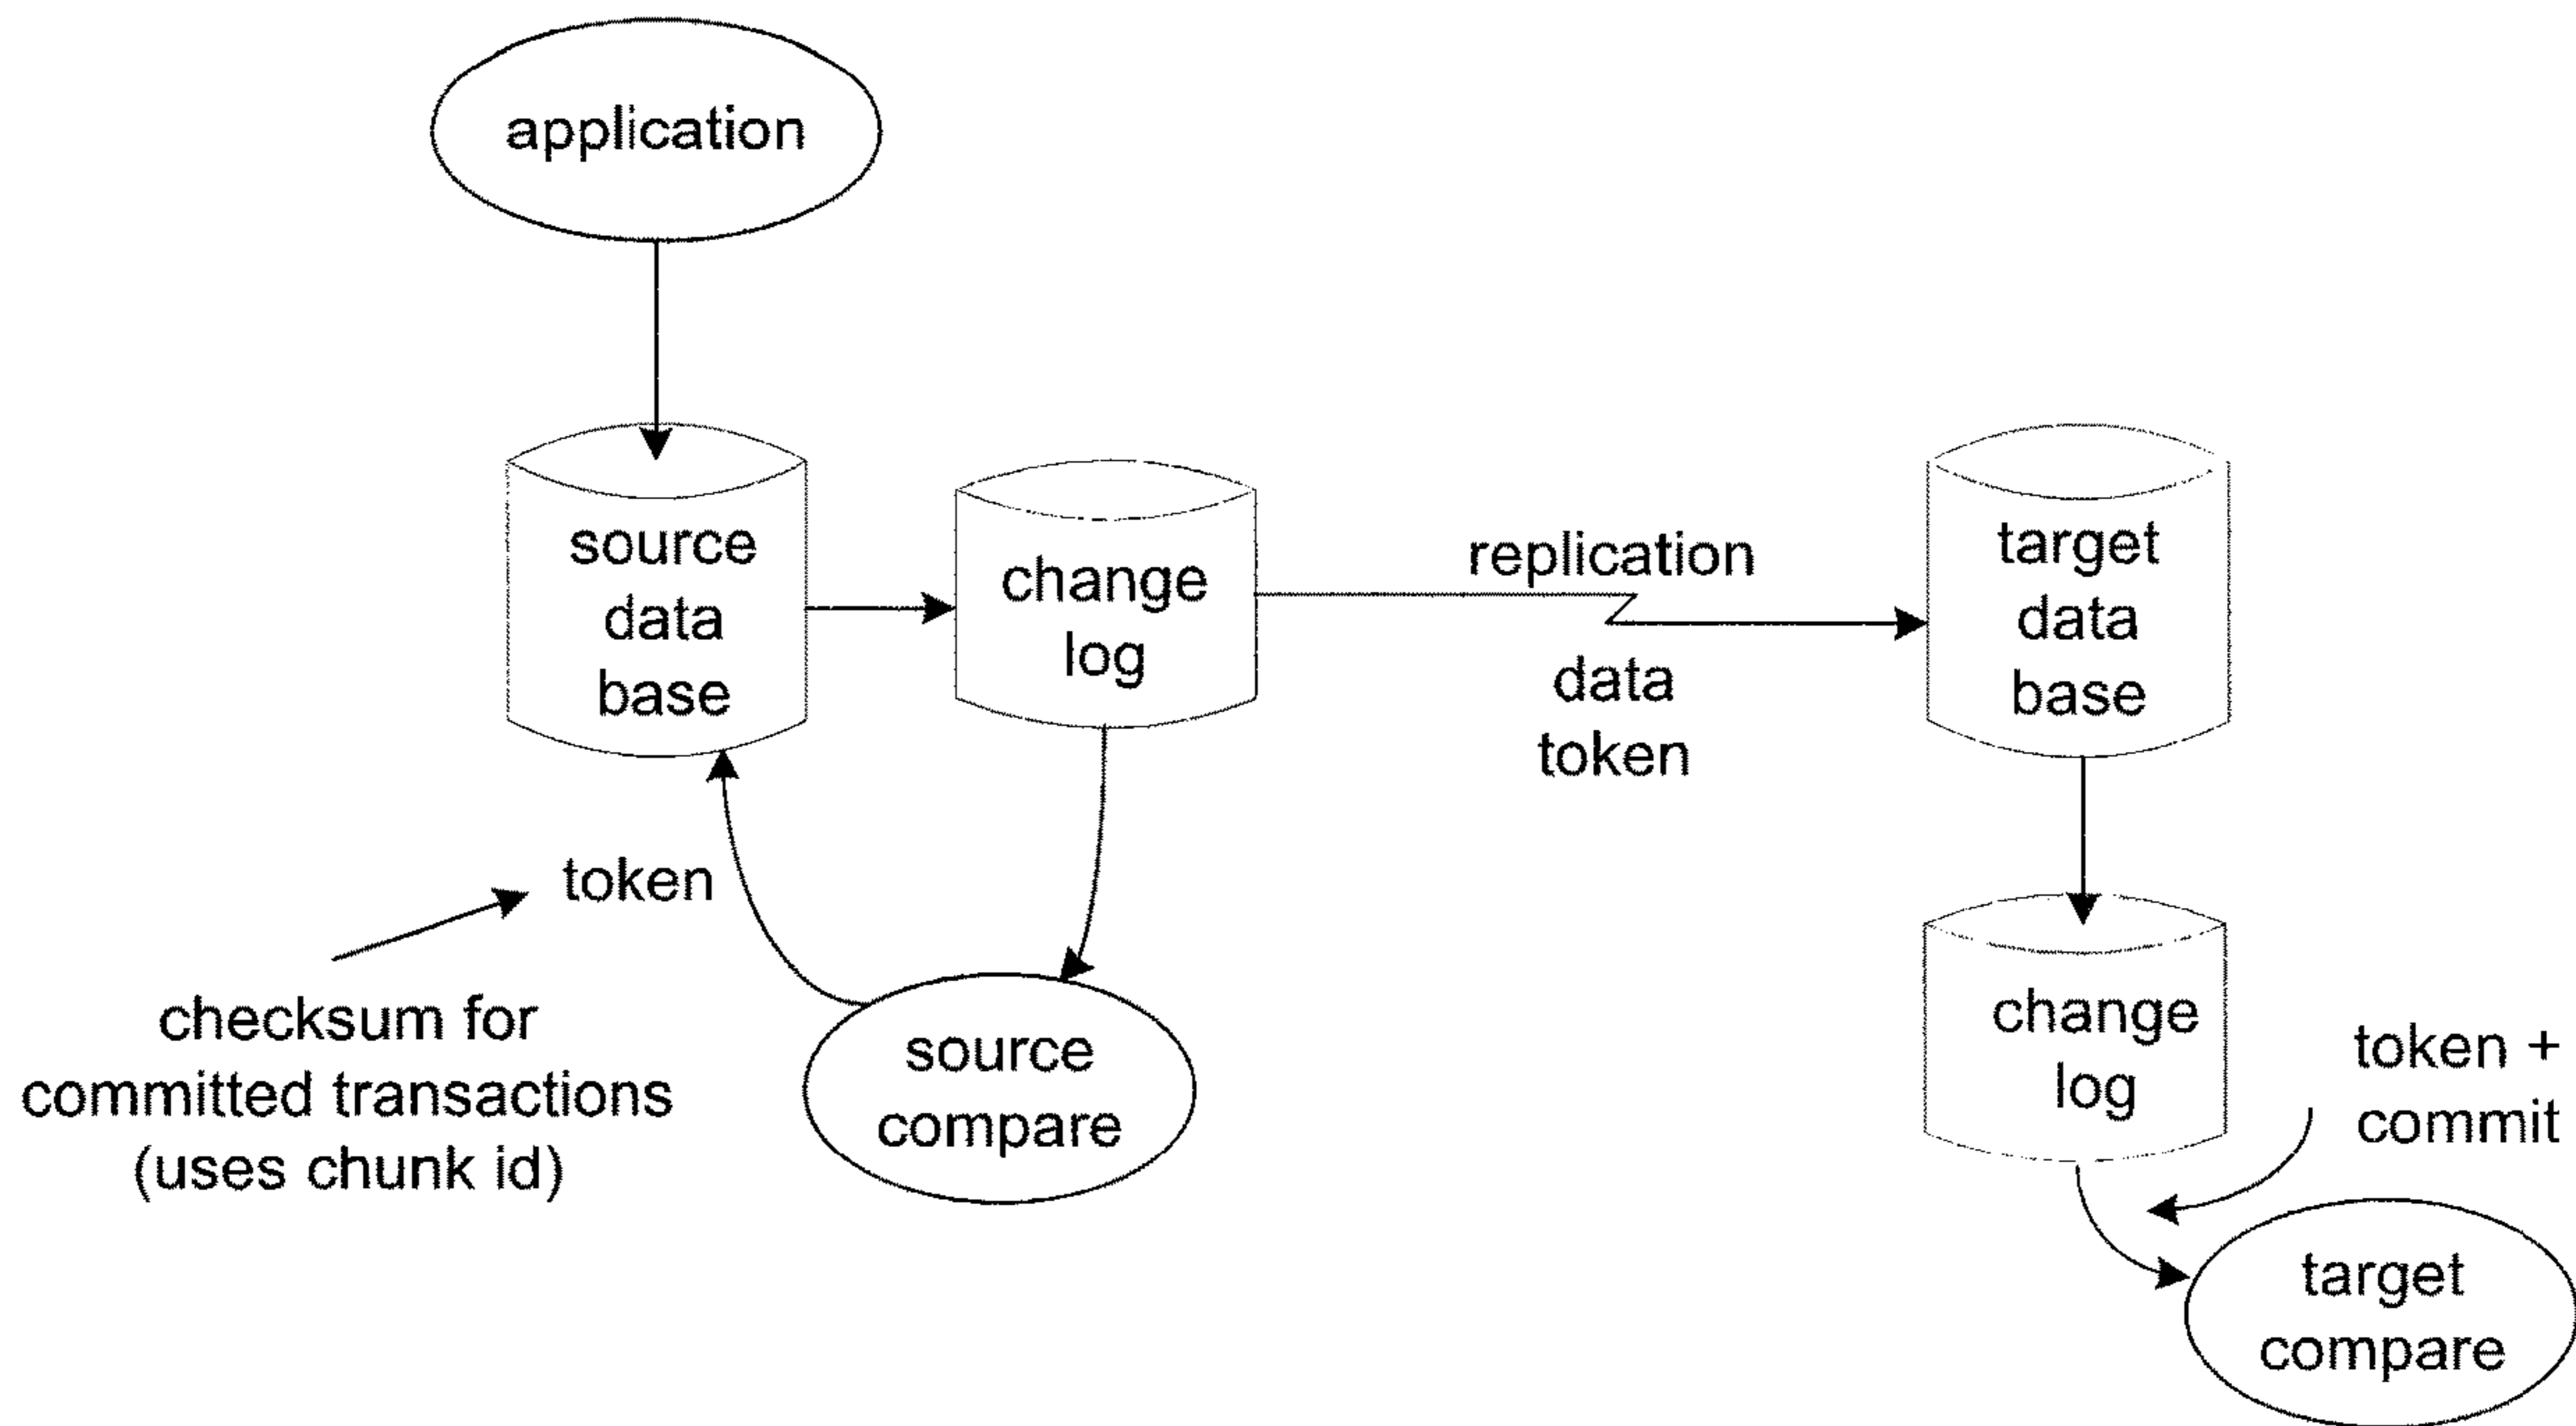 application
source
data
base
change
log
replication
data
token
target
data
base
token
checksum for
committed transactions
(uses chunk id)
source
compare
change
log
token +
commit
target
compare